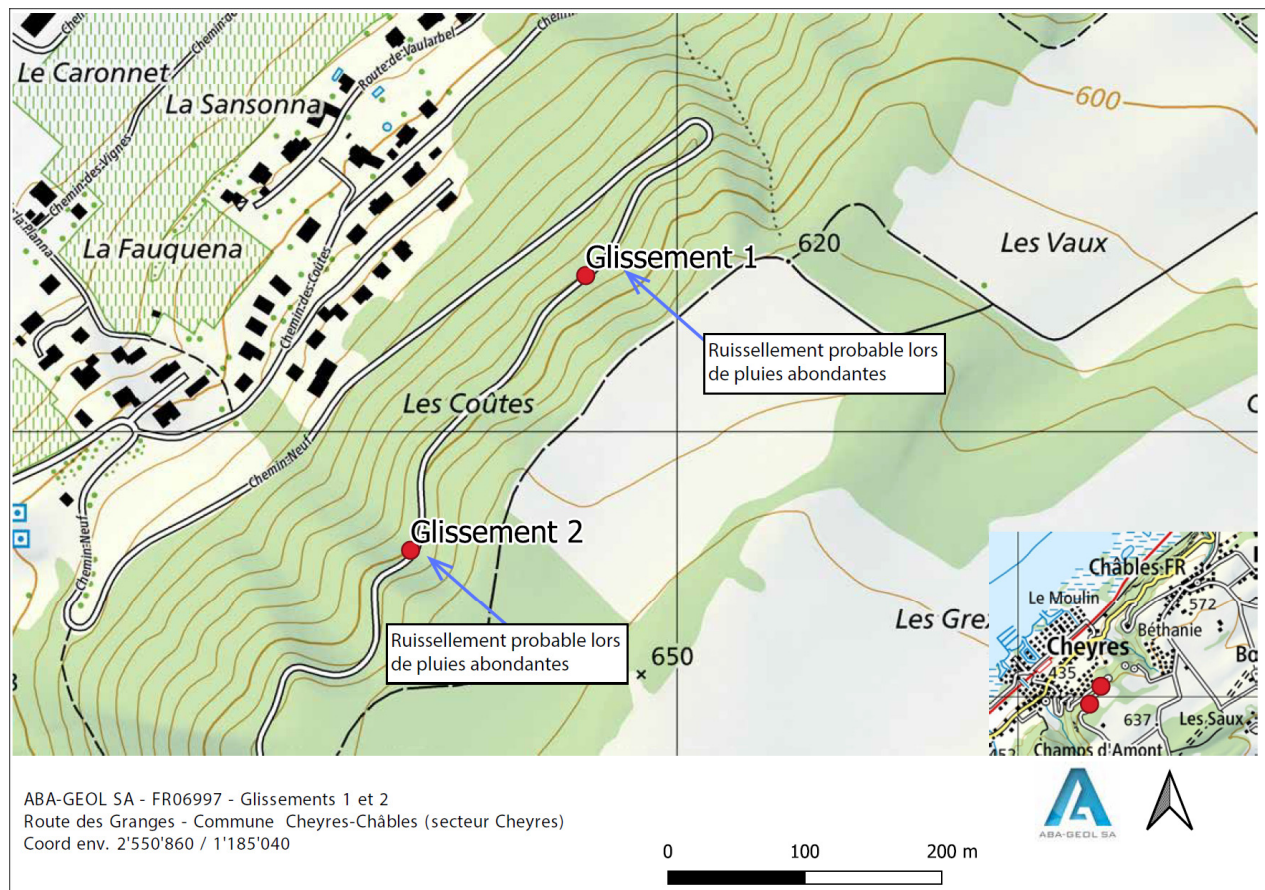 Le Caronnet
La Sansonna
La Fauquena
Route de Vaularbel
Chemin des Vignes
Chemin des Coûtes
la Planna
Glissement 1
620
600
Les Vaux
Ruissellement probable lors
de pluies abondantes
Les Coûtes
Chemin Neuf
Chemin Neuf
Glissement 2
Ruissellement probable lors
de pluies abondantes
650
Les Gre
Châbles FR
Le Moulin
572
Béthanie
Cheyres
435
637
Les Saux
Champs d'Amont
ABA-GEOL SA - FR06997 - Glissements 1 et 2
Route des Granges - Commune Cheyres-Châbles (secteur Cheyres)
Coord env. 2'550'860 / 1'185'040
ABA-GEOL SA
0 100 200 m